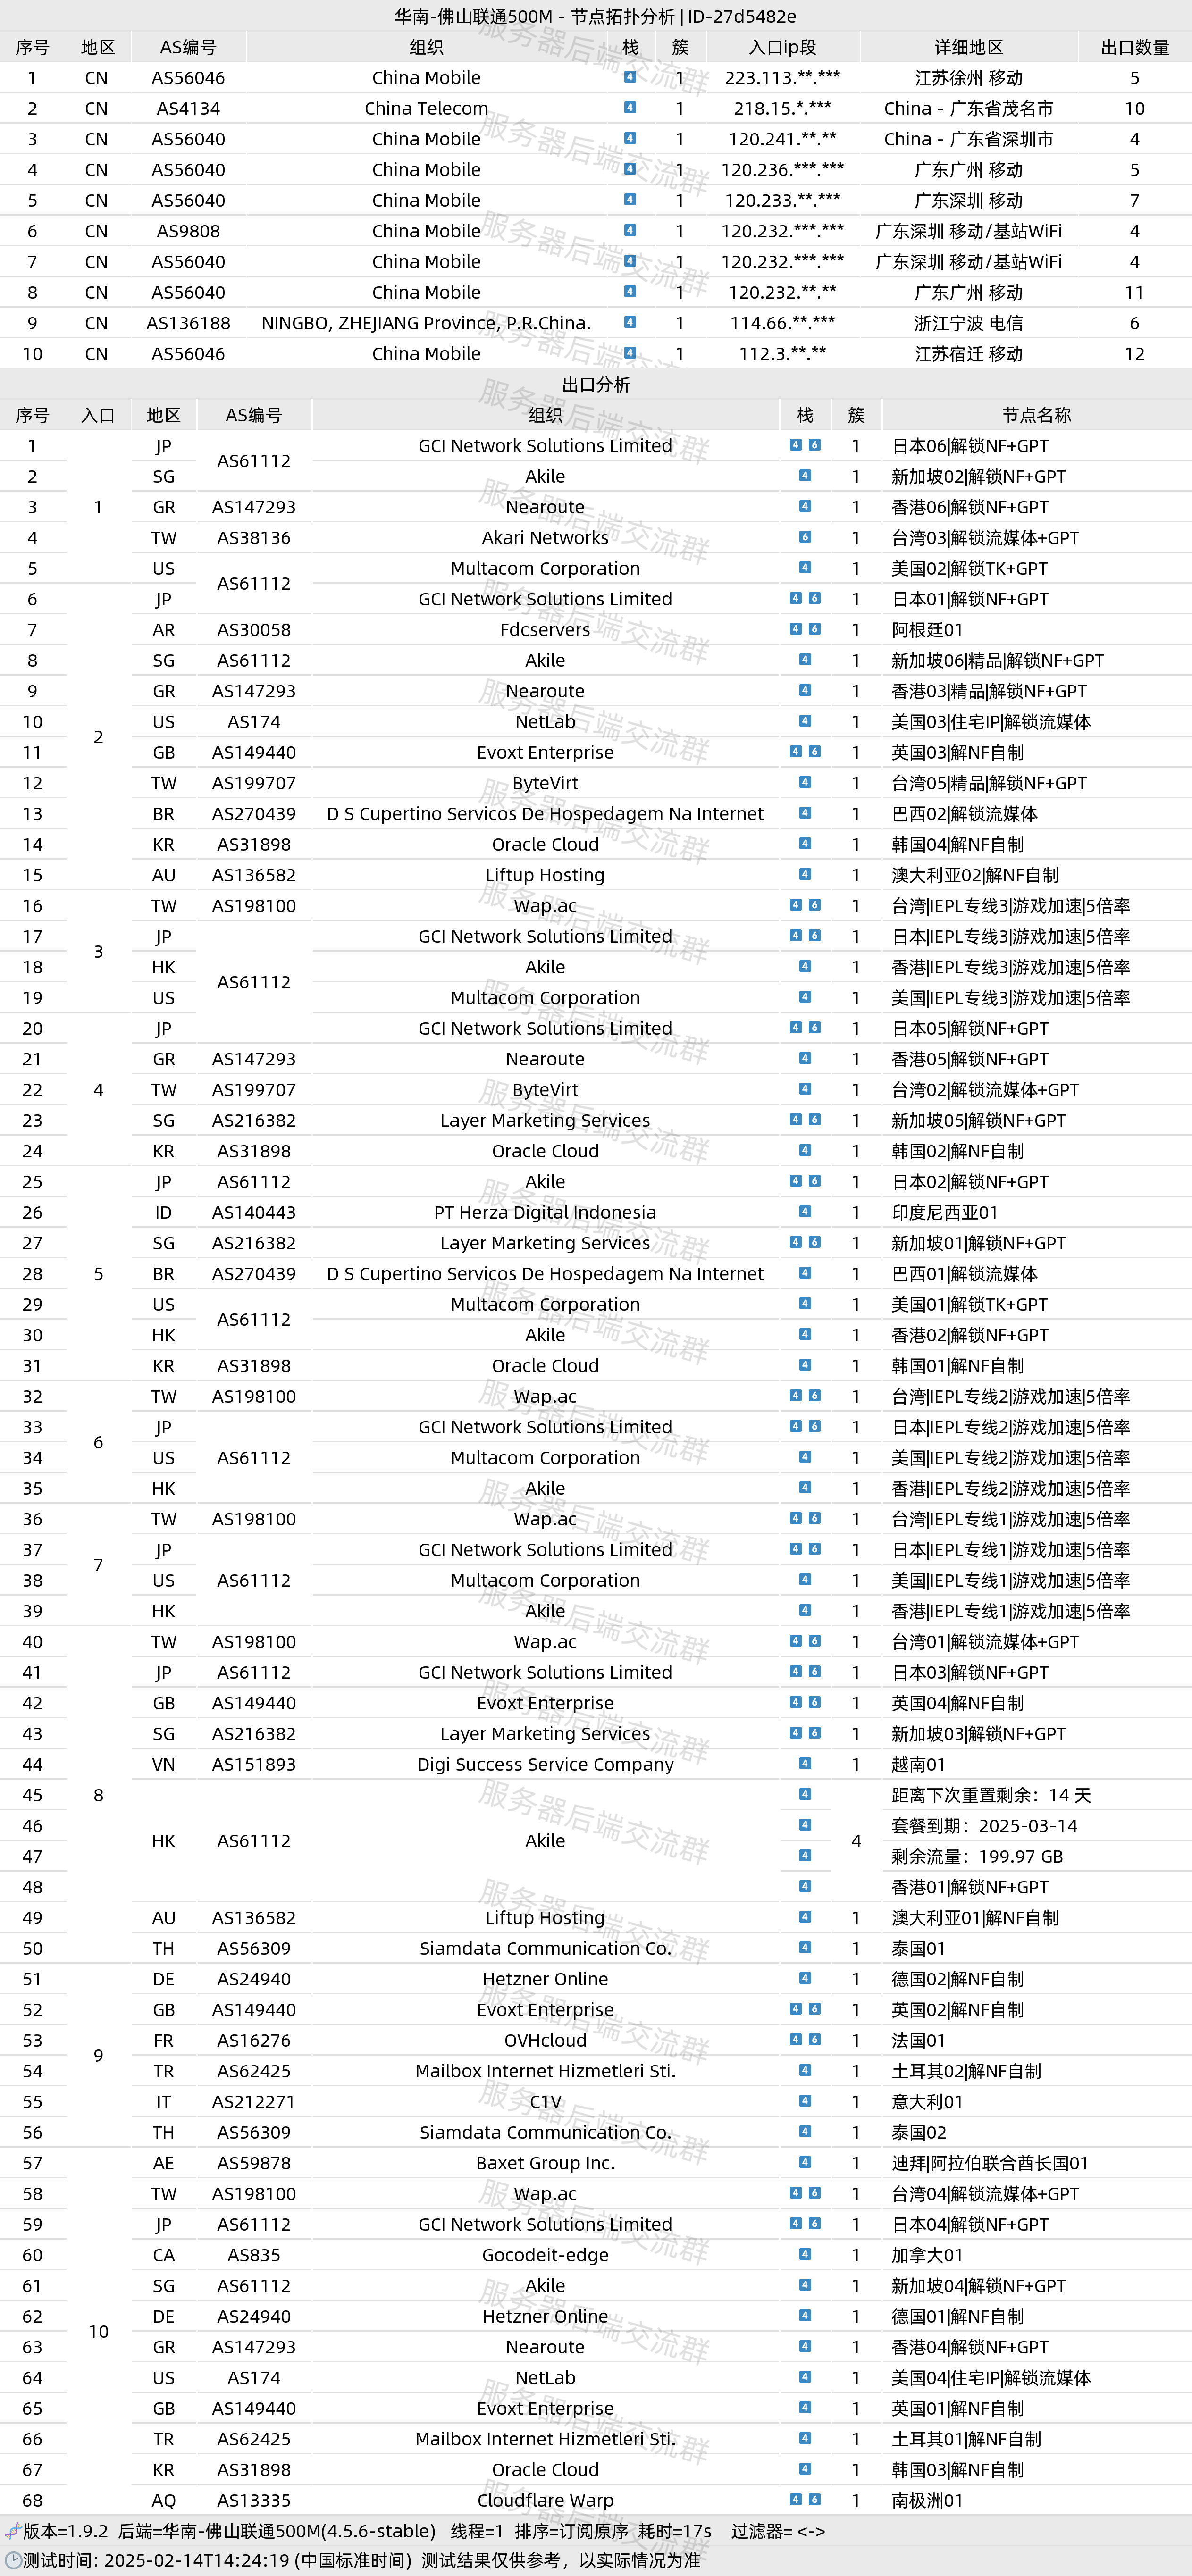 华南-佛山联通500M - 节点拓扑分析 | ID-27d5482e
序号 地区 AS编号 组织 栈 簇 入口ip段 详细地区 出口数量
1 CN AS56046 China Mobile 4 1 223.113.**.*** 江苏徐州 移动 5
2 CN AS4134 China Telecom 4 1 218.15.*.*** China - 广东省茂名市 10
3 CN AS56040 China Mobile 4 1 120.241.**.** China - 广东省深圳市 4
4 CN AS56040 China Mobile 4 1 120.236.***.*** 广东广州 移动 5
5 CN AS56040 China Mobile 4 1 120.233.***.*** 广东深圳 移动 7
6 CN AS9808 China Mobile 4 1 120.232.***.*** 广东深圳 移动/基站WiFi 4
7 CN AS56040 China Mobile 4 1 120.232.***.*** 广东深圳 移动/基站WiFi 4
8 CN AS56040 China Mobile 4 1 120.232.**.** 广东广州 移动 11
9 CN AS136188 NINGBO, ZHEJIANG Province, P.R.China. 4 1 114.66.**.*** 浙江宁波 电信 6
10 CN AS56046 China Mobile 4 1 112.3.**.** 江苏宿迁 移动 12
出口分析
序号 入口 地区 AS编号 组织 栈 簇 节点名称
1 1 JP AS61112 GCI Network Solutions Limited 4 6 1 日本06|解锁NF+GPT
2 SG Akile 4 1 新加坡02|解锁NF+GPT
3 GR AS147293 Nearoute 4 1 香港06|解锁NF+GPT
4 TW AS38136 Akari Networks 6 1 台湾03|解锁流媒体+GPT
5 US AS61112 Multacom Corporation 4 1 美国02|解锁TK+GPT
6 2 JP GCI Network Solutions Limited 4 6 1 日本01|解锁NF+GPT
7 AR AS30058 Fdcservers 4 6 1 阿根廷01
8 SG AS61112 Akile 4 1 新加坡06|精品|解锁NF+GPT
9 GR AS147293 Nearoute 4 1 香港03|精品|解锁NF+GPT
10 US AS174 NetLab 4 1 美国03|住宅IP|解锁流媒体
11 GB AS149440 Evoxt Enterprise 4 6 1 英国03|解NF自制
12 TW AS199707 ByteVirt 4 1 台湾05|精品|解锁NF+GPT
13 BR AS270439 D S Cupertino Servicos De Hospedagem Na Internet 4 1 巴西02|解锁流媒体
14 KR AS31898 Oracle Cloud 4 1 韩国04|解NF自制
15 AU AS136582 Liftup Hosting 4 1 澳大利亚02|解NF自制
16 3 TW AS198100 Wap.ac 4 6 1 台湾|IEPL专线3|游戏加速|5倍率
17 JP AS61112 GCI Network Solutions Limited 4 6 1 日本|IEPL专线3|游戏加速|5倍率
18 HK Akile 4 1 香港|IEPL专线3|游戏加速|5倍率
19 US Multacom Corporation 4 1 美国|IEPL专线3|游戏加速|5倍率
20 4 JP GCI Network Solutions Limited 4 6 1 日本05|解锁NF+GPT
21 GR AS147293 Nearoute 4 1 香港05|解锁NF+GPT
22 TW AS199707 ByteVirt 4 1 台湾02|解锁流媒体+GPT
23 SG AS216382 Layer Marketing Services 4 6 1 新加坡05|解锁NF+GPT
24 KR AS31898 Oracle Cloud 4 1 韩国02|解NF自制
25 5 JP AS61112 Akile 4 6 1 日本02|解锁NF+GPT
26 ID AS140443 PT Herza Digital Indonesia 4 1 印度尼西亚01
27 SG AS216382 Layer Marketing Services 4 6 1 新加坡01|解锁NF+GPT
28 BR AS270439 D S Cupertino Servicos De Hospedagem Na Internet 4 1 巴西01|解锁流媒体
29 US AS61112 Multacom Corporation 4 1 美国01|解锁TK+GPT
30 HK Akile 4 1 香港02|解锁NF+GPT
31 KR AS31898 Oracle Cloud 4 1 韩国01|解NF自制
32 6 TW AS198100 Wap.ac 4 6 1 台湾|IEPL专线2|游戏加速|5倍率
33 JP AS61112 GCI Network Solutions Limited 4 6 1 日本|IEPL专线2|游戏加速|5倍率
34 US Multacom Corporation 4 1 美国|IEPL专线2|游戏加速|5倍率
35 HK Akile 4 1 香港|IEPL专线2|游戏加速|5倍率
36 7 TW AS198100 Wap.ac 4 6 1 台湾|IEPL专线1|游戏加速|5倍率
37 JP AS61112 GCI Network Solutions Limited 4 6 1 日本|IEPL专线1|游戏加速|5倍率
38 US Multacom Corporation 4 1 美国|IEPL专线1|游戏加速|5倍率
39 HK Akile 4 1 香港|IEPL专线1|游戏加速|5倍率
40 8 TW AS198100 Wap.ac 4 6 1 台湾01|解锁流媒体+GPT
41 JP AS61112 GCI Network Solutions Limited 4 6 1 日本03|解锁NF+GPT
42 GB AS149440 Evoxt Enterprise 4 6 1 英国04|解NF自制
43 SG AS216382 Layer Marketing Services 4 6 1 新加坡03|解锁NF+GPT
44 VN AS151893 Digi Success Service Company 4 1 越南01
45 HK AS61112 Akile 4 4 距离下次重置剩余：14 天
46 4 套餐到期：2025-03-14
47 4 剩余流量：199.97 GB
48 4 香港01|解锁NF+GPT
49 AU AS136582 Liftup Hosting 4 1 澳大利亚01|解NF自制
50 TH AS56309 Siamdata Communication Co. 4 1 泰国01
51 9 DE AS24940 Hetzner Online 4 1 德国02|解NF自制
52 GB AS149440 Evoxt Enterprise 4 6 1 英国02|解NF自制
53 FR AS16276 OVHcloud 4 6 1 法国01
54 TR AS62425 Mailbox Internet Hizmetleri Sti. 4 1 土耳其02|解NF自制
55 IT AS212271 C1V 4 1 意大利01
56 TH AS56309 Siamdata Communication Co. 4 1 泰国02
57 10 AE AS59878 Baxet Group Inc. 4 1 迪拜|阿拉伯联合酋长国01
58 TW AS198100 Wap.ac 4 6 1 台湾04|解锁流媒体+GPT
59 JP AS61112 GCI Network Solutions Limited 4 6 1 日本04|解锁NF+GPT
60 CA AS835 Gocodeit-edge 4 1 加拿大01
61 SG AS61112 Akile 4 1 新加坡04|解锁NF+GPT
62 DE AS24940 Hetzner Online 4 1 德国01|解NF自制
63 GR AS147293 Nearoute 4 1 香港04|解锁NF+GPT
64 US AS174 NetLab 4 1 美国04|住宅IP|解锁流媒体
65 GB AS149440 Evoxt Enterprise 4 1 英国01|解NF自制
66 TR AS62425 Mailbox Internet Hizmetleri Sti. 4 1 土耳其01|解NF自制
67 KR AS31898 Oracle Cloud 4 1 韩国03|解NF自制
68 AQ AS13335 Cloudflare Warp 4 6 1 南极洲01
版本=1.9.2 后端=华南-佛山联通500M(4.5.6-stable) 线程=1 排序=订阅原序 耗时=17s 过滤器= <->
测试时间: 2025-02-14T14:24:19 (中国标准时间) 测试结果仅供参考，以实际情况为准
服务器后端交流群